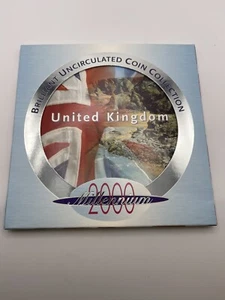 BRILLIANT UNCIRCULATED COIN COLLECTION
United Kingdom
2000
Millennium